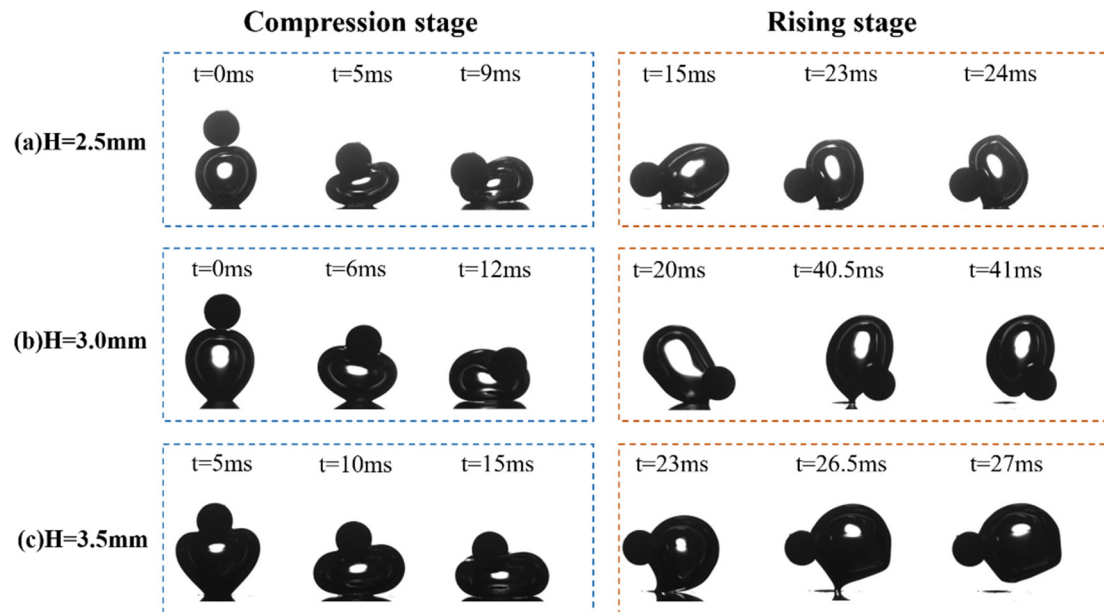 Compression stage
Rising stage
t=0ms t=5ms t=9ms t=15ms t=23ms t=24ms
(a)H=2.5mm
t=0ms t=6ms t=12ms t=20ms t=40.5ms t=41ms
(b)H=3.0mm
t=5ms t=10ms t=15ms t=23ms t=26.5ms t=27ms
(c)H=3.5mm